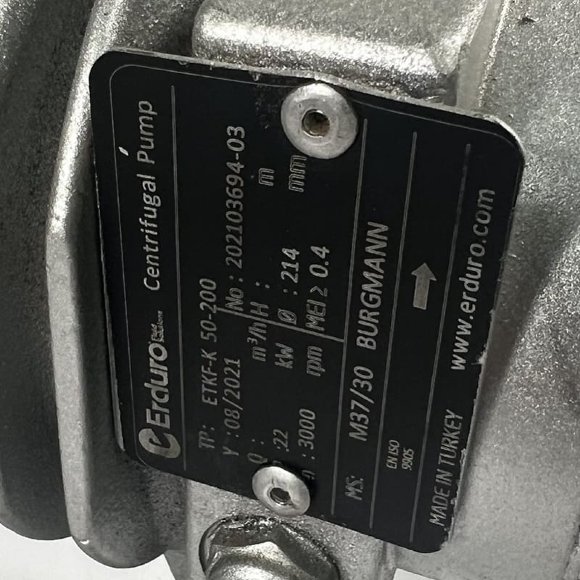 Erduro Centrifugal Pump
TP: ETKF-K 50-200
Y : 08/2021 No : 202103694-03
Q : m³/h H : m
: 22 kW Ø : 214 mm
: 3000 rpm MEI ≥ 0.4
MS: M37/30 BURGMANN
EN ISO
9905
MADE IN TURKEY www.erduro.com